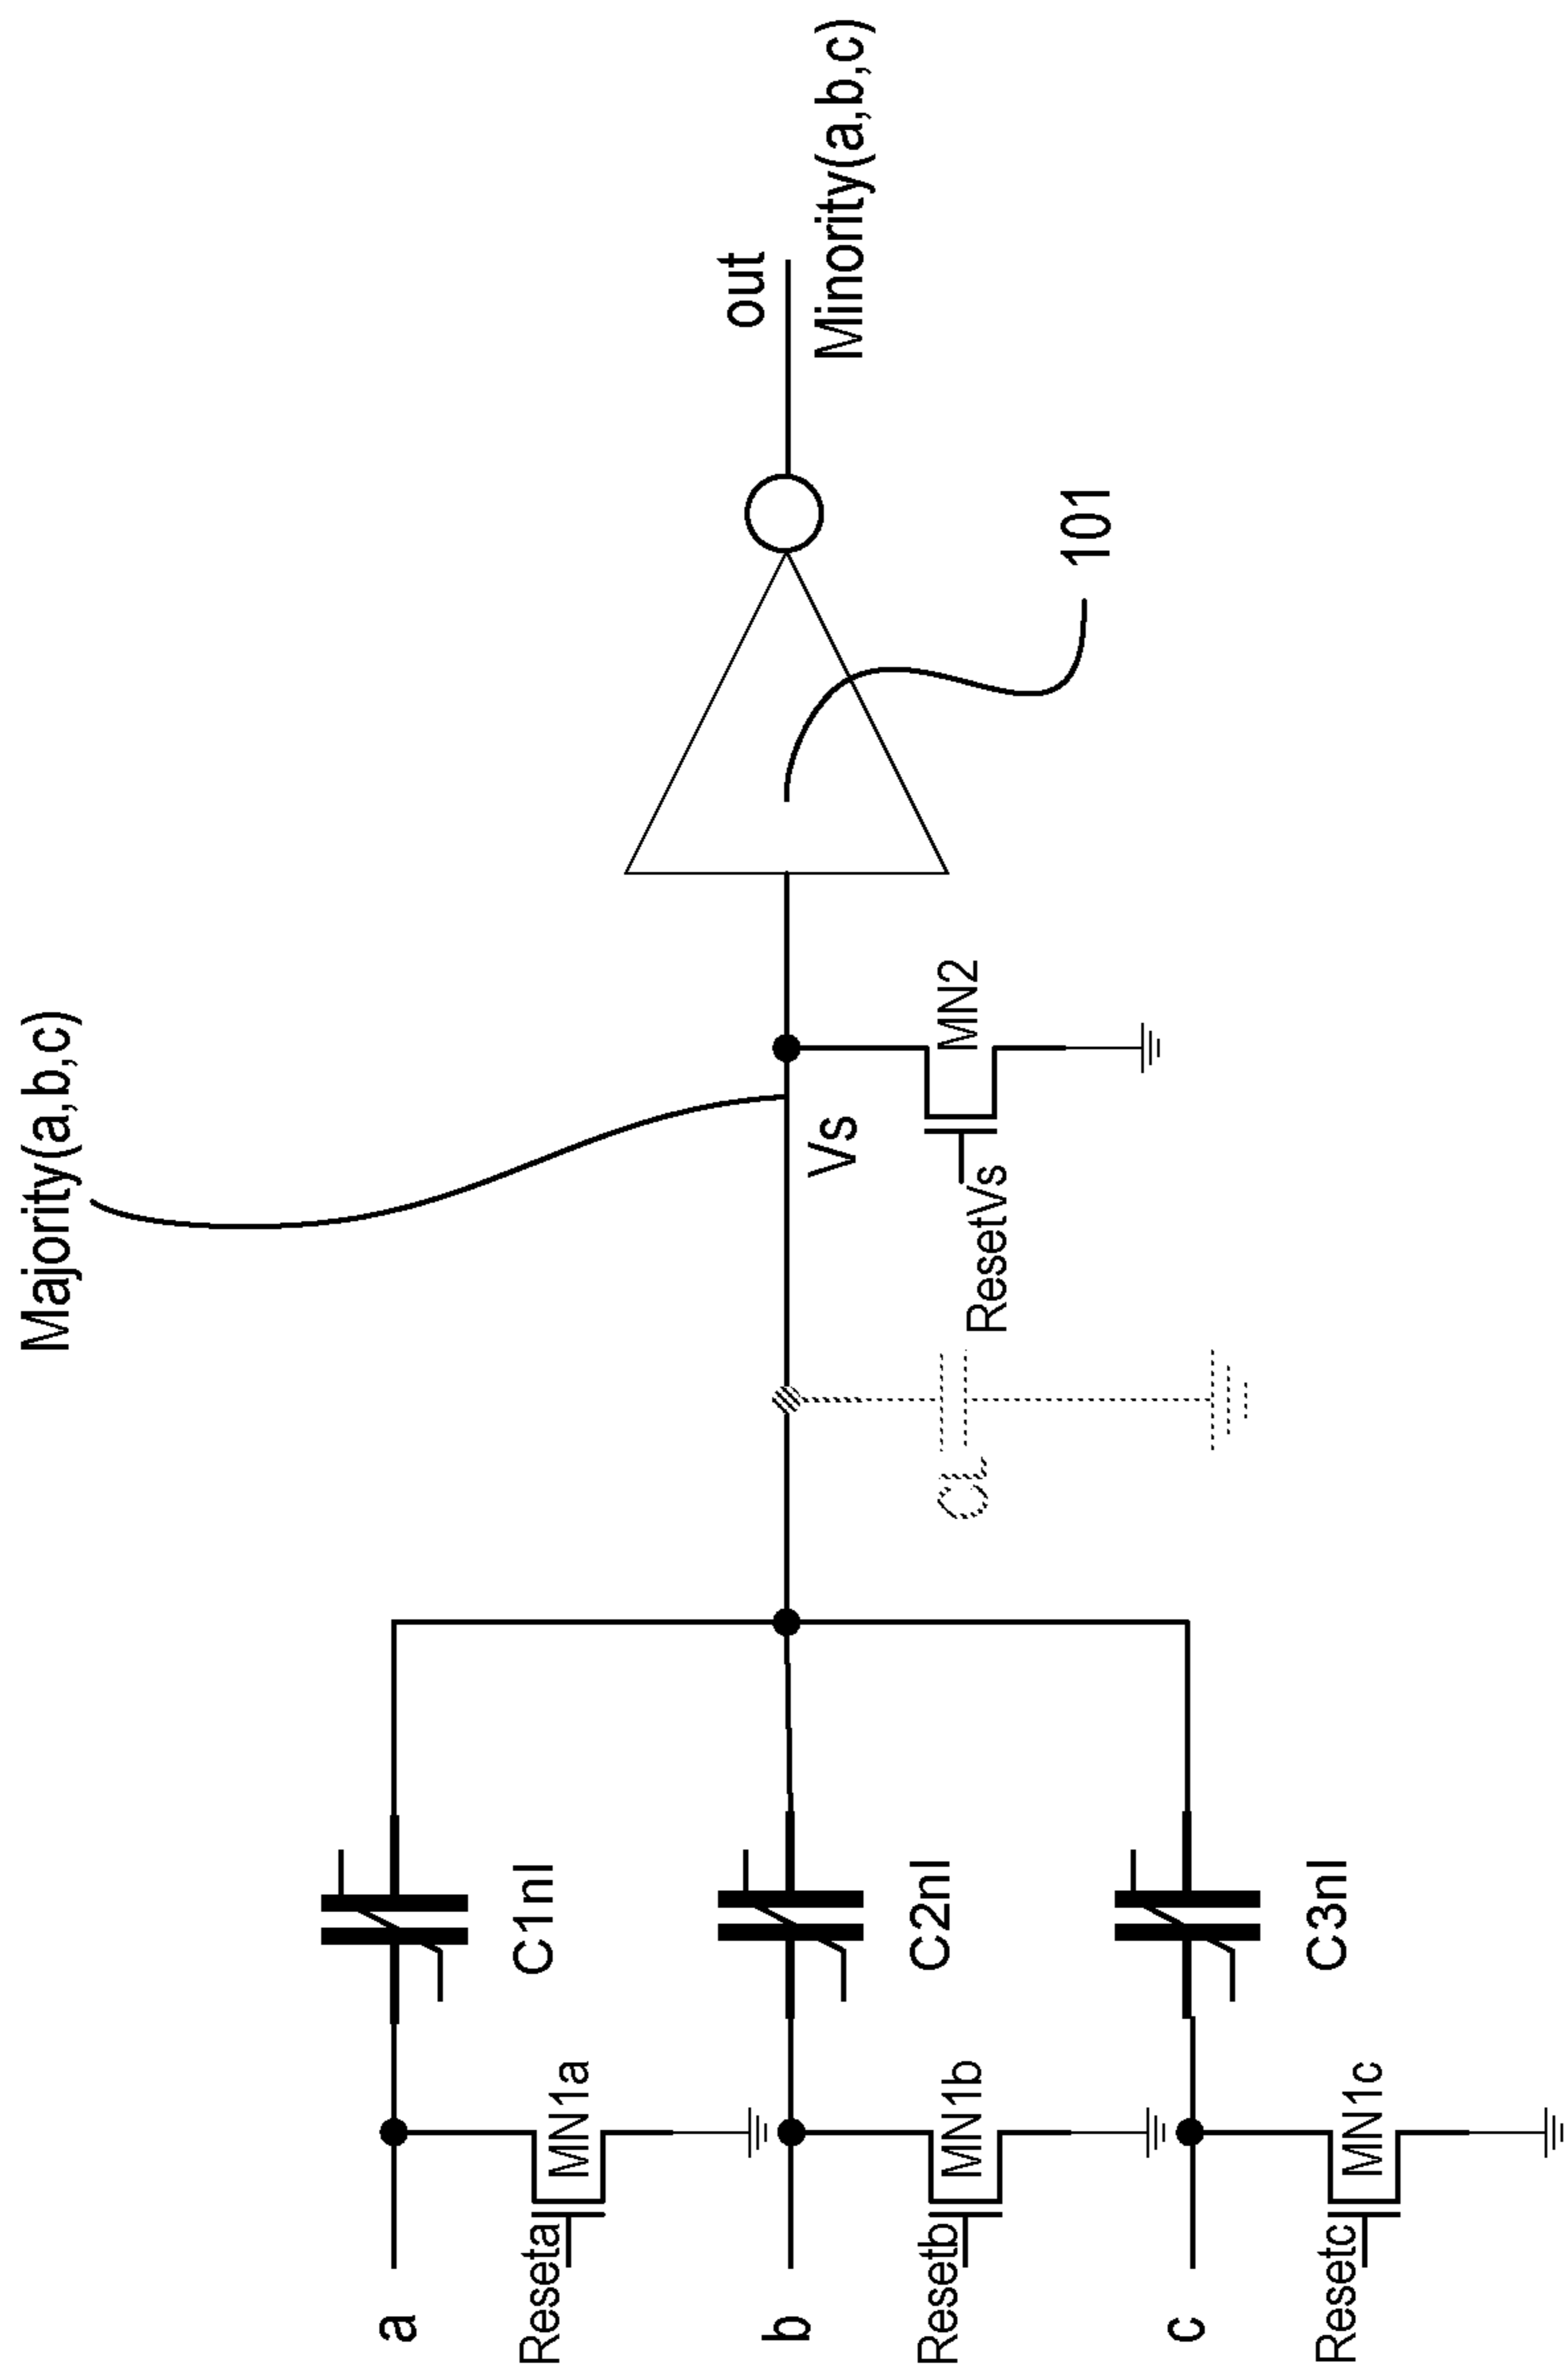 Majority(a,b,c)
a
Reseta
MN1a
C1nl
b
Resetb
MN1b
C2nl
c
Resetc
MN1c
C3nl
CL
Vs
ResetVs
MN2
101
out
Minority(a,b,c)